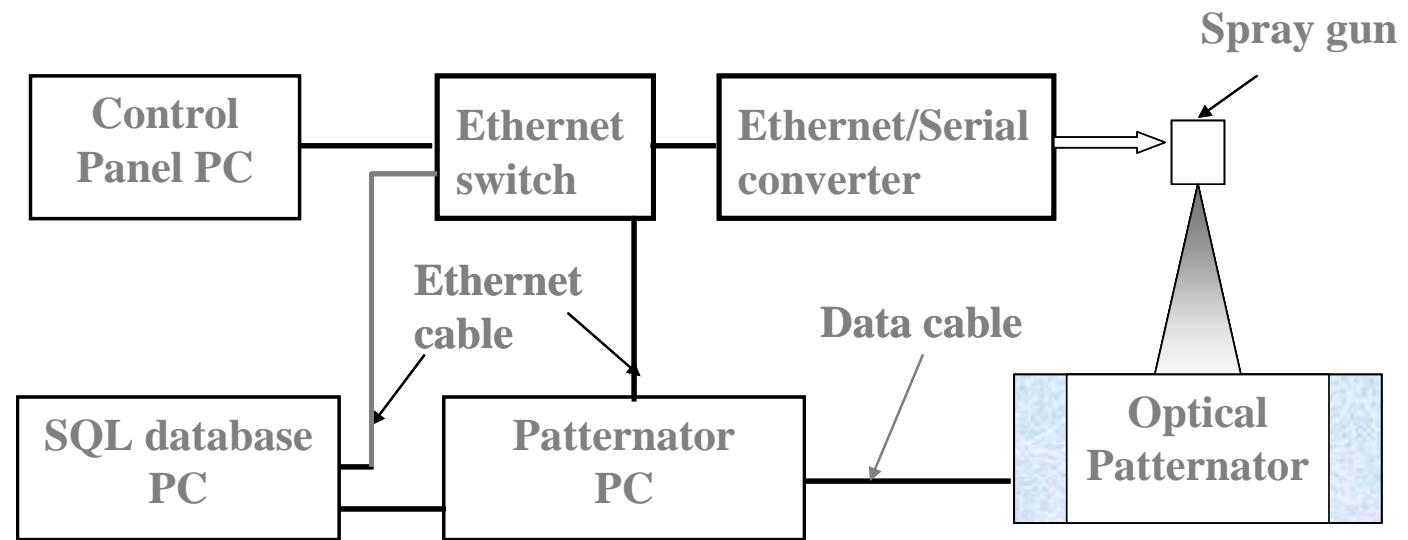 Spray gun
Control
Panel PC
Ethernet
switch
Ethernet/Serial
converter
Ethernet
cable
Data cable
SQL database
PC
Patternator
PC
Optical
Patternator